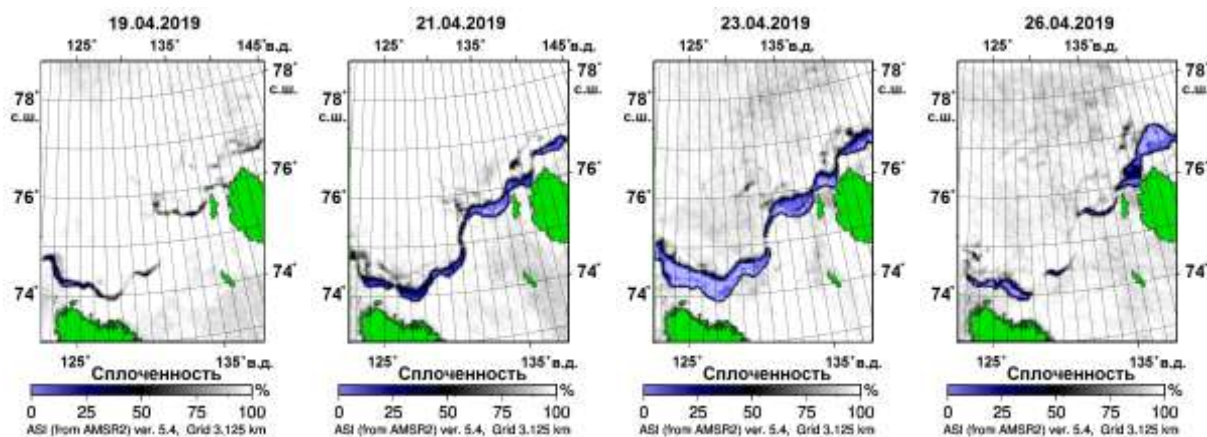 19.04.2019
125˚ 135˚ 145˚в.д.
78˚
78˚
с.ш.
с.ш.
76˚
76˚
74˚
74˚
125˚ 135˚в.д.
Сплоченность
%
0 25 50 75 100
ASI (from AMSR2) ver. 5.4, Grid 3.125 km
21.04.2019
125˚ 135˚ 145˚в.д.
78˚
78˚
с.ш.
с.ш.
76˚
76˚
74˚
74˚
125˚ 135˚в.д.
Сплоченность
%
0 25 50 75 100
ASI (from AMSR2) ver. 5.4, Grid 3.125 km
23.04.2019
125˚ 135˚в.д.
78˚
78˚
с.ш.
с.ш.
76˚
76˚
74˚
74˚
125˚ 135˚в.д.
Сплоченность
%
0 25 50 75 100
ASI (from AMSR2) ver. 5.4, Grid 3.125 km
26.04.2019
125˚ 135˚в.д.
78˚
78˚
с.ш.
с.ш.
76˚
76˚
74˚
74˚
125˚ 135˚в.д.
Сплоченность
%
0 25 50 75 100
ASI (from AMSR2) ver. 5.4, Grid 3.125 km